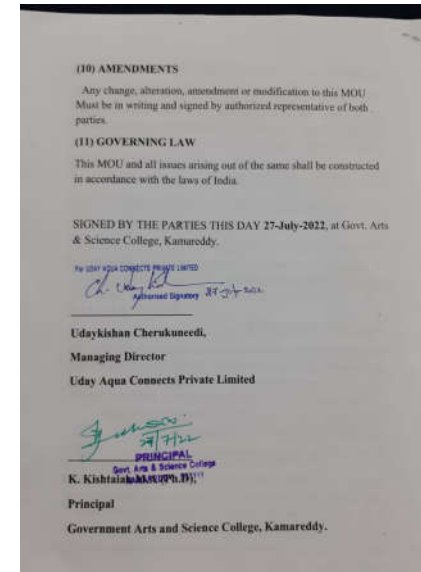 (10) AMENDMENTS
Any change, alteration, amendment or modification to this MOU
Must be in writing and signed by authorized representative of both
parties.
(11) GOVERNING LAW
This MOU and all issues arising out of the same shall be constructed
in accordance with the laws of India.
SIGNED BY THE PARTIES THIS DAY 27-July-2022, at Govt. Arts
& Science College, Kamareddy.
For UDAY AQUA CONNECTS PRIVATE LIMITED
Authorised Signatory
Udaykishan Cherukuneedi,
Managing Director
Uday Aqua Connects Private Limited
27/7/22
PRINCIPAL
Govt. Arts & Science College
K. Kishtaiah
Principal
Government Arts and Science College, Kamareddy.